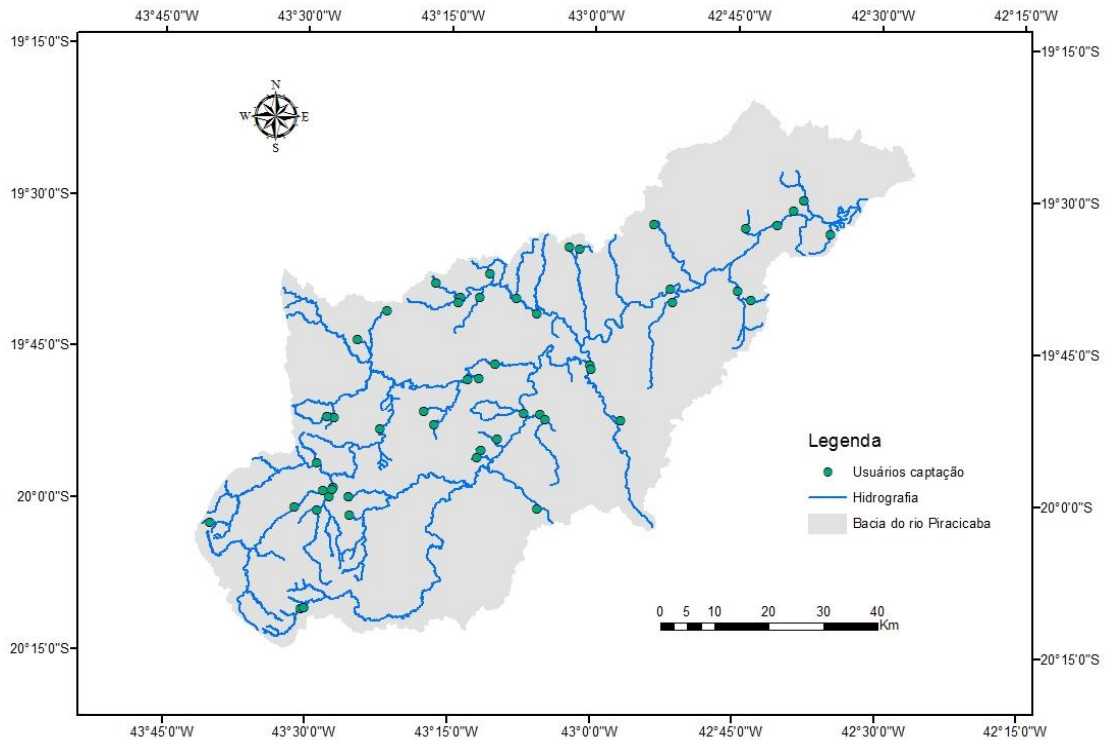 43°45'0"W 43°30'0"W 43°15'0"W 43°0'0"W 42°45'0"W 42°30'0"W 42°15'0"W
19°15'0"S 19°15'0"S
N
W E
S
19°30'0"S 19°30'0"S
19°45'0"S 19°45'0"S
Legenda
Usuários captação
Hidrografia
Bacia do rio Piracicaba
20°0'0"S 20°0'0"S
0 5 10 20 30 40
Km
20°15'0"S 20°15'0"S
43°45'0"W 43°30'0"W 43°15'0"W 43°0'0"W 42°45'0"W 42°30'0"W 42°15'0"W